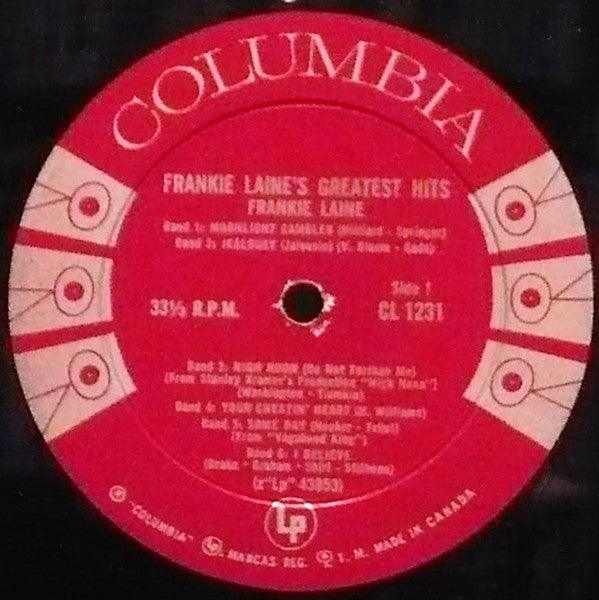 COLUMBIA
FRANKIE LAINE'S GREATEST HITS
FRANKIE LAINE
Band 1: MOONLIGHT GAMBLER (Hilliard - Springer)
Band 2: JEALOUSY (Jalousie) (V. Bloom - Gade)
Side 1
33⅓ R.P.M.
CL 1231
Band 3: HIGH NOON (Do Not Forsake Me)
(From Stanley Kramer's Production "High Noon")
(Washington - Tiomkin)
Band 4: YOUR CHEATIN' HEART (H. Williams)
Band 5: SOME DAY (Hooker - Friml)
(From "Vagabond King")
Band 6: I BELIEVE
(Drake - Graham - Shirl - Stillman)
(x"Lp" 43893)
Lp
"COLUMBIA" MARCAS REG. T. M. MADE IN CANADA